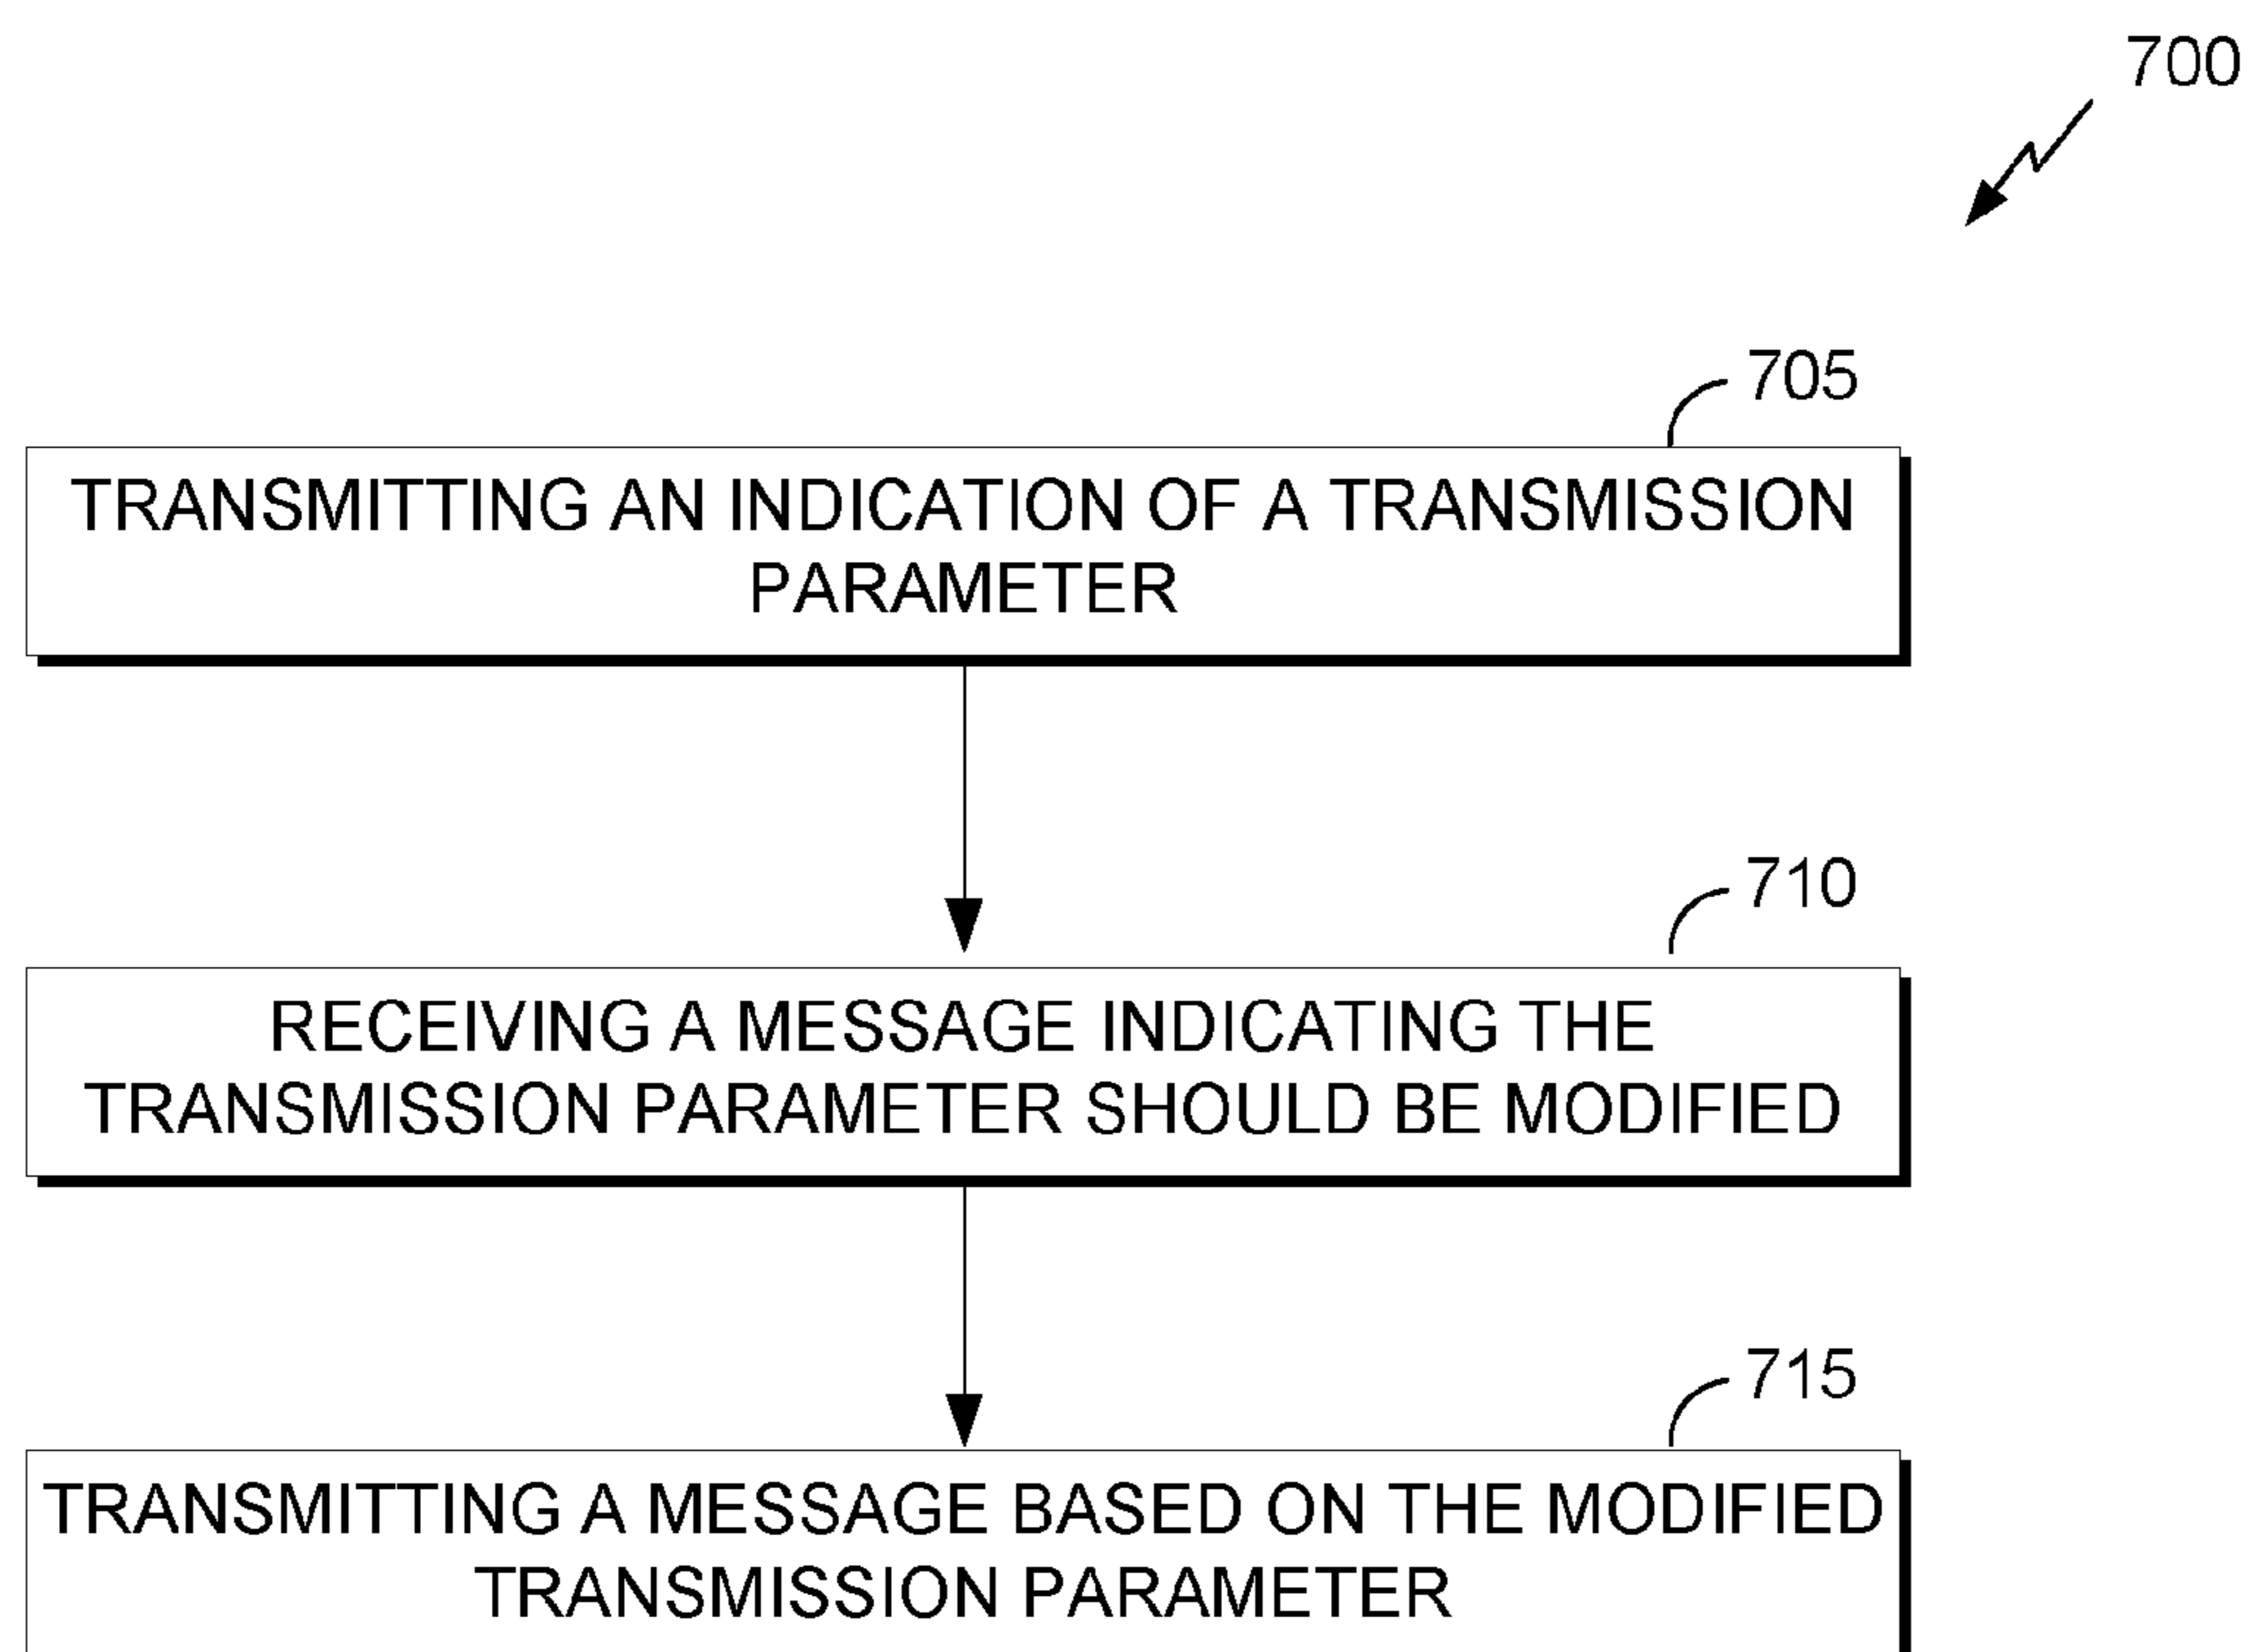 700
705
TRANSMITTING AN INDICATION OF A TRANSMISSION
PARAMETER
710
RECEIVING A MESSAGE INDICATING THE
TRANSMISSION PARAMETER SHOULD BE MODIFIED
715
TRANSMITTING A MESSAGE BASED ON THE MODIFIED
TRANSMISSION PARAMETER